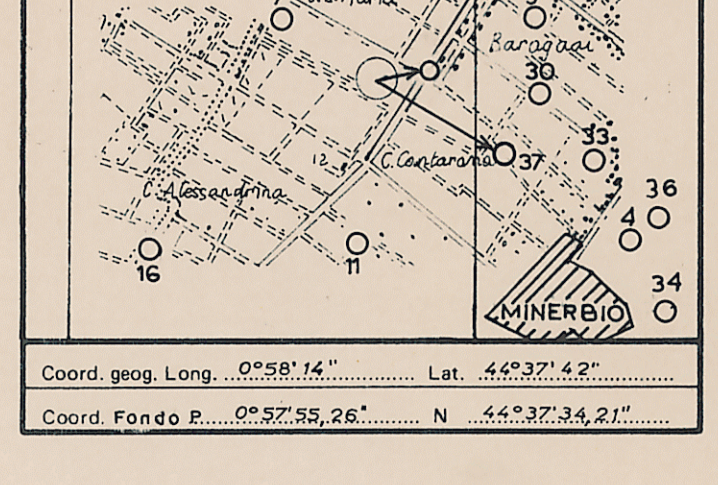 Baragazi
30
33
12
C. Contarana
37
C. Alessandrina
36
4
16
11
34
MINERBIO
Coord. geog. Long. 0°58'14" Lat. 44°37'42"
Coord. Fondo P. 0°57'55,26" N 44°37'34,21"